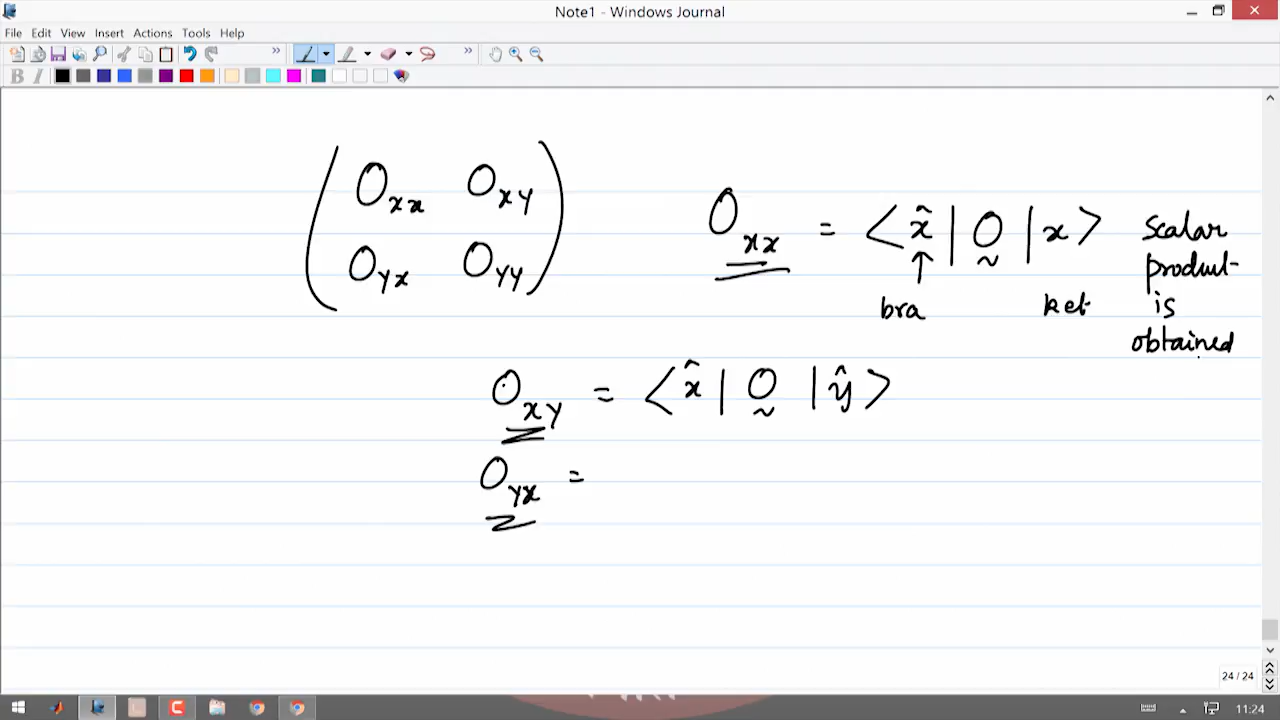 Note1 - Windows Journal
File Edit View Insert Actions Tools Help
B I
O_xx O_xy
O_yx O_yy
O_xx = < x̂ | O̰ | x > Scalar
product
bra ket is
obtained
O_xy = < x̂ | O̰ | ŷ >
O_yx =
24 / 24
11:24